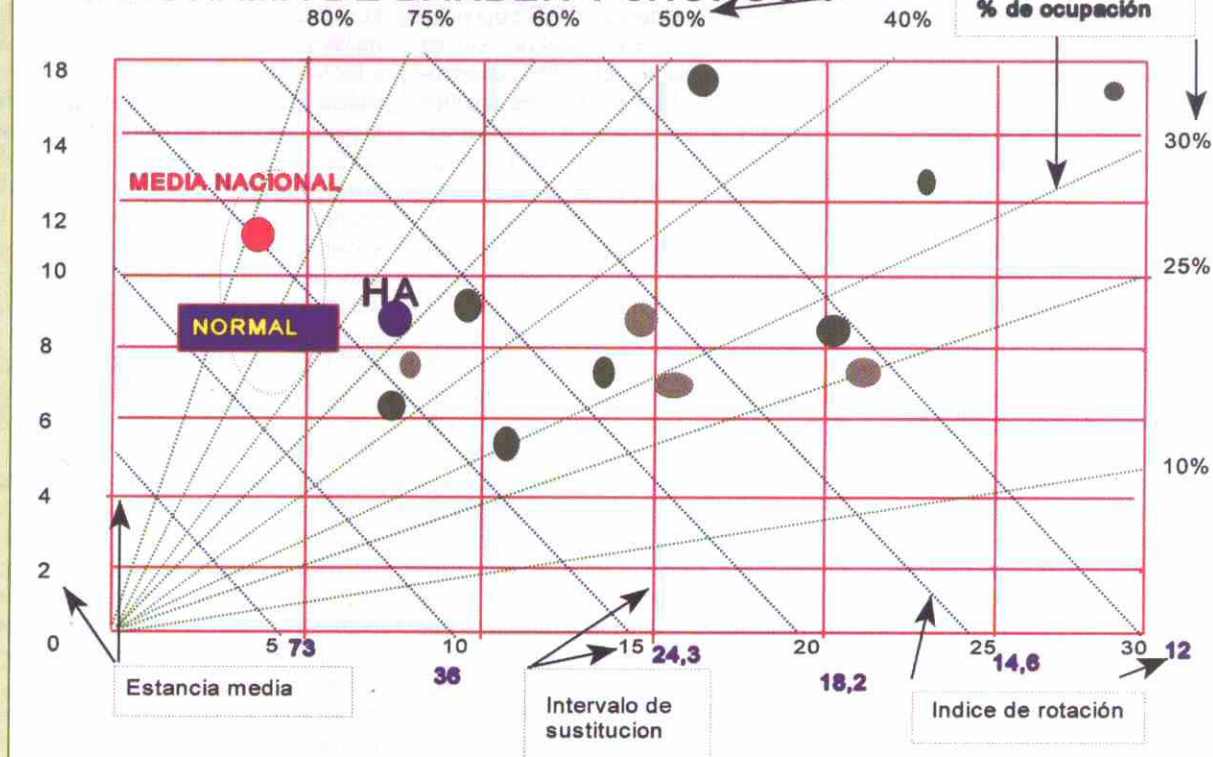 80% 75% 60% 50% 40% % de ocupación
18
14
30%
MEDIA NACIONAL
12
10
25%
HA
NORMAL
8
6
10%
4
2
0
5 73 10 15 24,3 20 25 30 12
36 18,2 14,6
Estancia media
Intervalo de
sustitucion
Indice de rotación